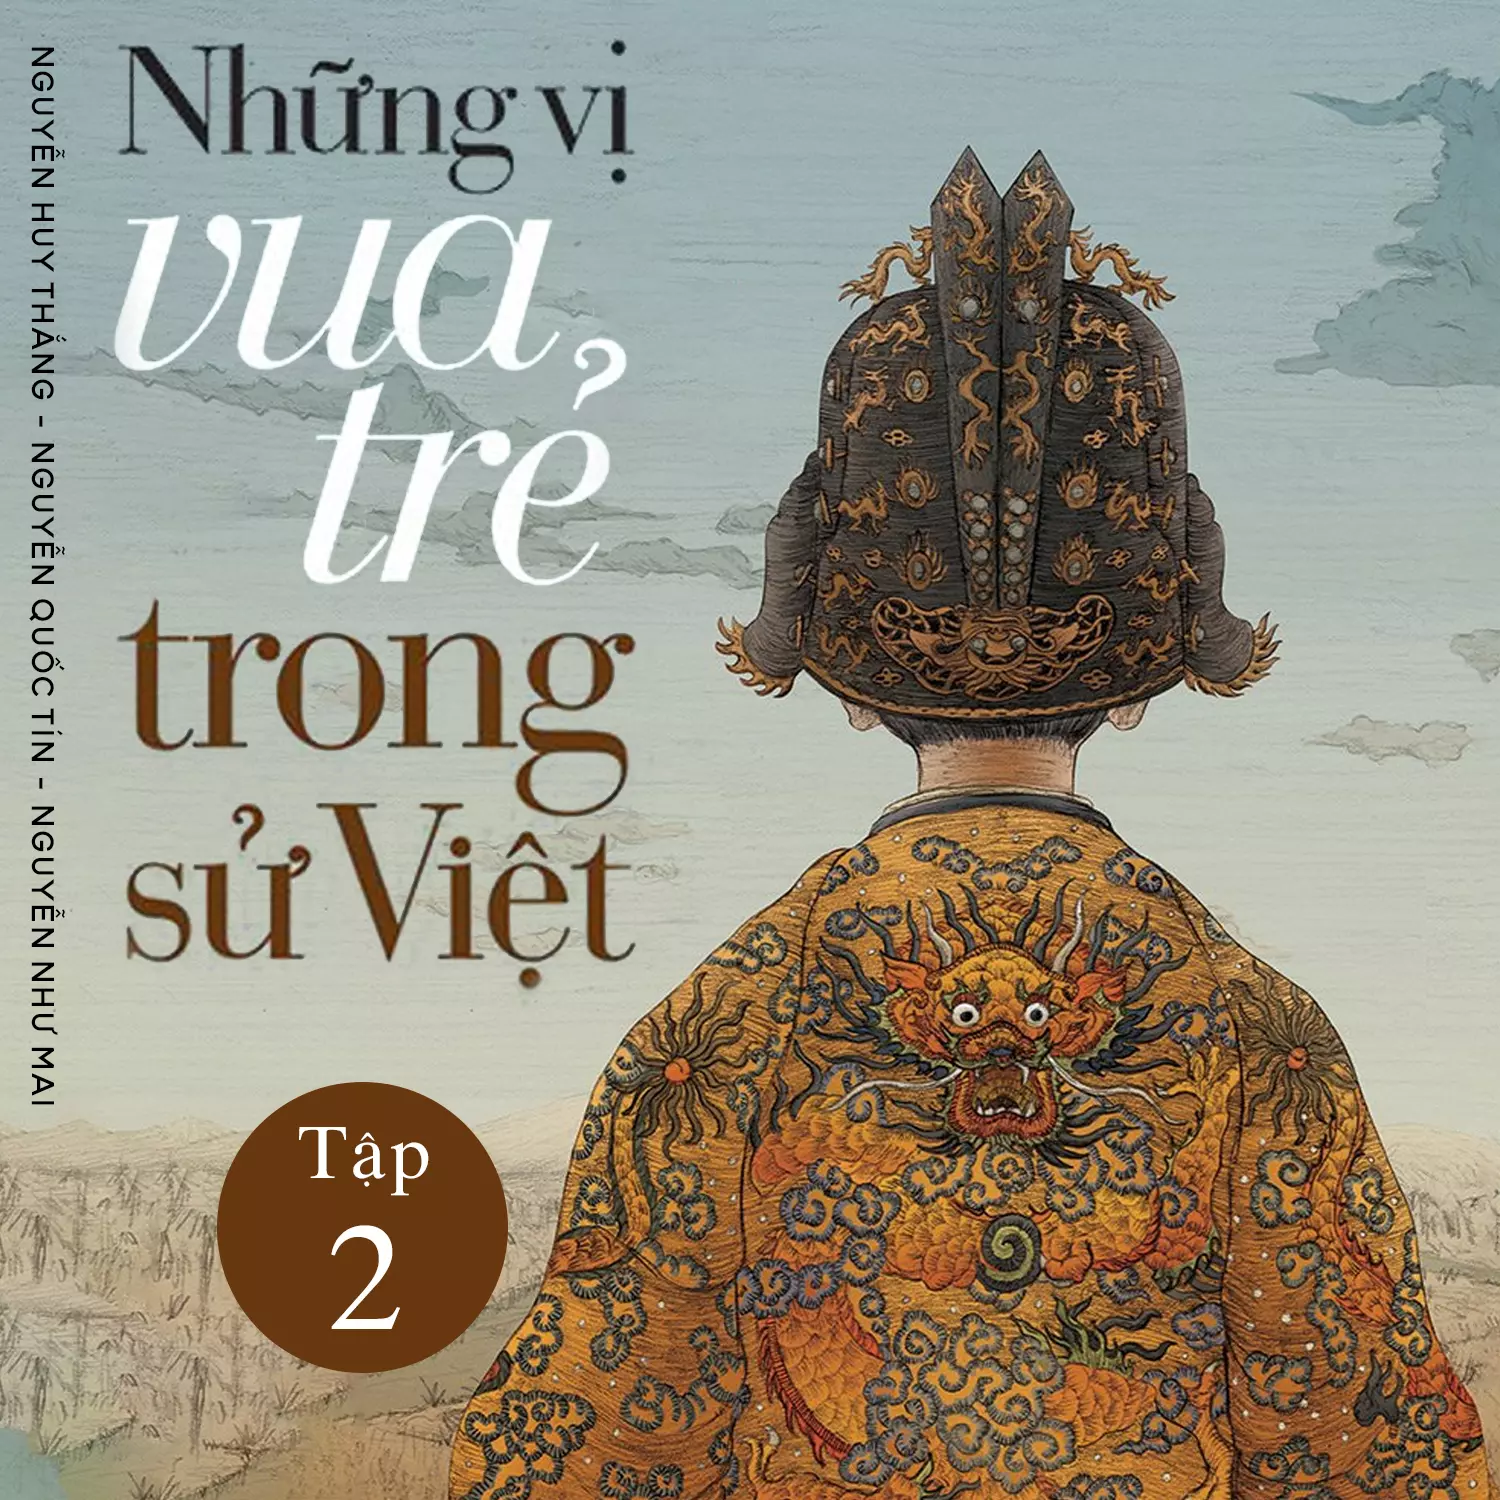 Những vị
vua
trẻ
trong
sử Việt
NGUYỄN HUY THẮNG - NGUYỄN QUỐC TÍN - NGUYỄN NHƯ MAI
Tập
2